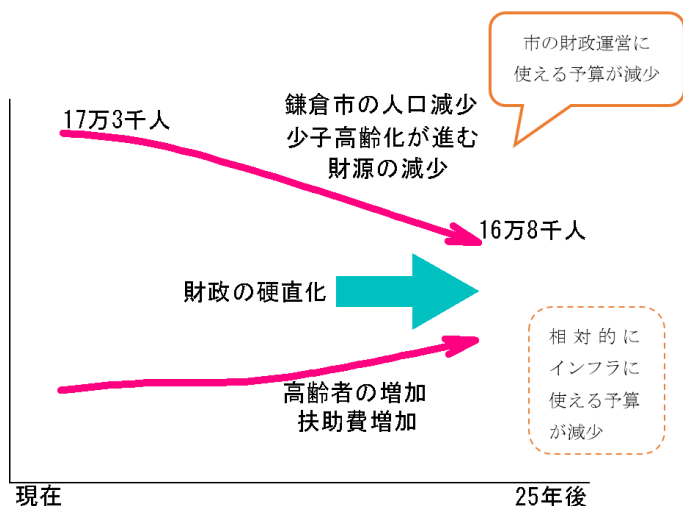 市の財政運営に
使える予算が減少
17万3千人
鎌倉市の人口減少
少子高齢化が進む
財源の減少
16万8千人
財政の硬直化
相対的に
インフラに
使える予算
が減少
高齢者の増加
扶助費増加
現在
25年後